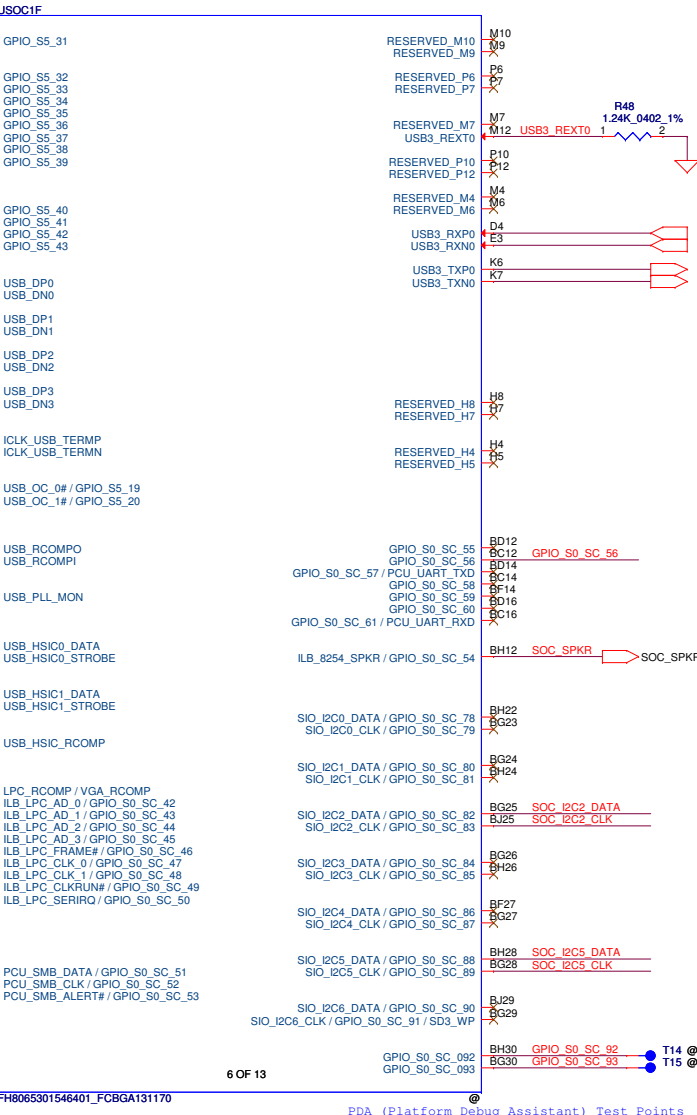 USOC1F
GPIO_S5_31 RESERVED_M10 M10
RESERVED_M9 M9
GPIO_S5_32 RESERVED_P6 P6
GPIO_S5_33 RESERVED_P7 P7
GPIO_S5_34
GPIO_S5_35
GPIO_S5_36 RESERVED_M7 M7
GPIO_S5_37 USB3_REXT0 M12 USB3_REXT0 1 2
R48
1.24K_0402_1%
GPIO_S5_38
GPIO_S5_39 RESERVED_P10 P10
RESERVED_P12 P12
RESERVED_M4 M4
GPIO_S5_40 RESERVED_M6 M6
GPIO_S5_41
GPIO_S5_42 USB3_RXP0 D4
GPIO_S5_43 USB3_RXN0 E3
USB3_TXP0 K6
USB_DP0 USB3_TXN0 K7
USB_DN0
USB_DP1
USB_DN1
USB_DP2
USB_DN2
USB_DP3
USB_DN3 RESERVED_H8 H8
RESERVED_H7 H7
ICLK_USB_TERMP
ICLK_USB_TERMN RESERVED_H4 H4
RESERVED_H5 H5
USB_OC_0# / GPIO_S5_19
USB_OC_1# / GPIO_S5_20
USB_RCOMPO GPIO_S0_SC_55 BD12
USB_RCOMPI GPIO_S0_SC_56 BC12 GPIO_S0_SC_56
GPIO_S0_SC_57 / PCU_UART_TXD BD14
GPIO_S0_SC_58 BC14
USB_PLL_MON GPIO_S0_SC_59 BF14
GPIO_S0_SC_60 BD16
GPIO_S0_SC_61 / PCU_UART_RXD BC16
USB_HSIC0_DATA
USB_HSIC0_STROBE ILB_8254_SPKR / GPIO_S0_SC_54 BH12 SOC_SPKR SOC_SPKR
USB_HSIC1_DATA
USB_HSIC1_STROBE
SIO_I2C0_DATA / GPIO_S0_SC_78 BH22
SIO_I2C0_CLK / GPIO_S0_SC_79 BG23
USB_HSIC_RCOMP
SIO_I2C1_DATA / GPIO_S0_SC_80 BG24
SIO_I2C1_CLK / GPIO_S0_SC_81 BH24
LPC_RCOMP / VGA_RCOMP
ILB_LPC_AD_0 / GPIO_S0_SC_42
ILB_LPC_AD_1 / GPIO_S0_SC_43 SIO_I2C2_DATA / GPIO_S0_SC_82 BG25 SOC_I2C2_DATA
ILB_LPC_AD_2 / GPIO_S0_SC_44 SIO_I2C2_CLK / GPIO_S0_SC_83 BJ25 SOC_I2C2_CLK
ILB_LPC_AD_3 / GPIO_S0_SC_45
ILB_LPC_FRAME# / GPIO_S0_SC_46
ILB_LPC_CLK_0 / GPIO_S0_SC_47 SIO_I2C3_DATA / GPIO_S0_SC_84 BG26
ILB_LPC_CLK_1 / GPIO_S0_SC_48 SIO_I2C3_CLK / GPIO_S0_SC_85 BH26
ILB_LPC_CLKRUN# / GPIO_S0_SC_49
ILB_LPC_SERIRQ / GPIO_S0_SC_50
SIO_I2C4_DATA / GPIO_S0_SC_86 BF27
SIO_I2C4_CLK / GPIO_S0_SC_87 BG27
SIO_I2C5_DATA / GPIO_S0_SC_88 BH28 SOC_I2C5_DATA
PCU_SMB_DATA / GPIO_S0_SC_51 SIO_I2C5_CLK / GPIO_S0_SC_89 BG28 SOC_I2C5_CLK
PCU_SMB_CLK / GPIO_S0_SC_52
PCU_SMB_ALERT# / GPIO_S0_SC_53
SIO_I2C6_DATA / GPIO_S0_SC_90 BJ29
SIO_I2C6_CLK / GPIO_S0_SC_91 / SD3_WP BG29
GPIO_S0_SC_092 BH30 GPIO_S0_SC_92 T14 @
GPIO_S0_SC_093 BG30 GPIO_S0_SC_93 T15 @
6 OF 13
FH8065301546401_FCBGA131170 @
PDA (Platform Debug Assistant) Test Points